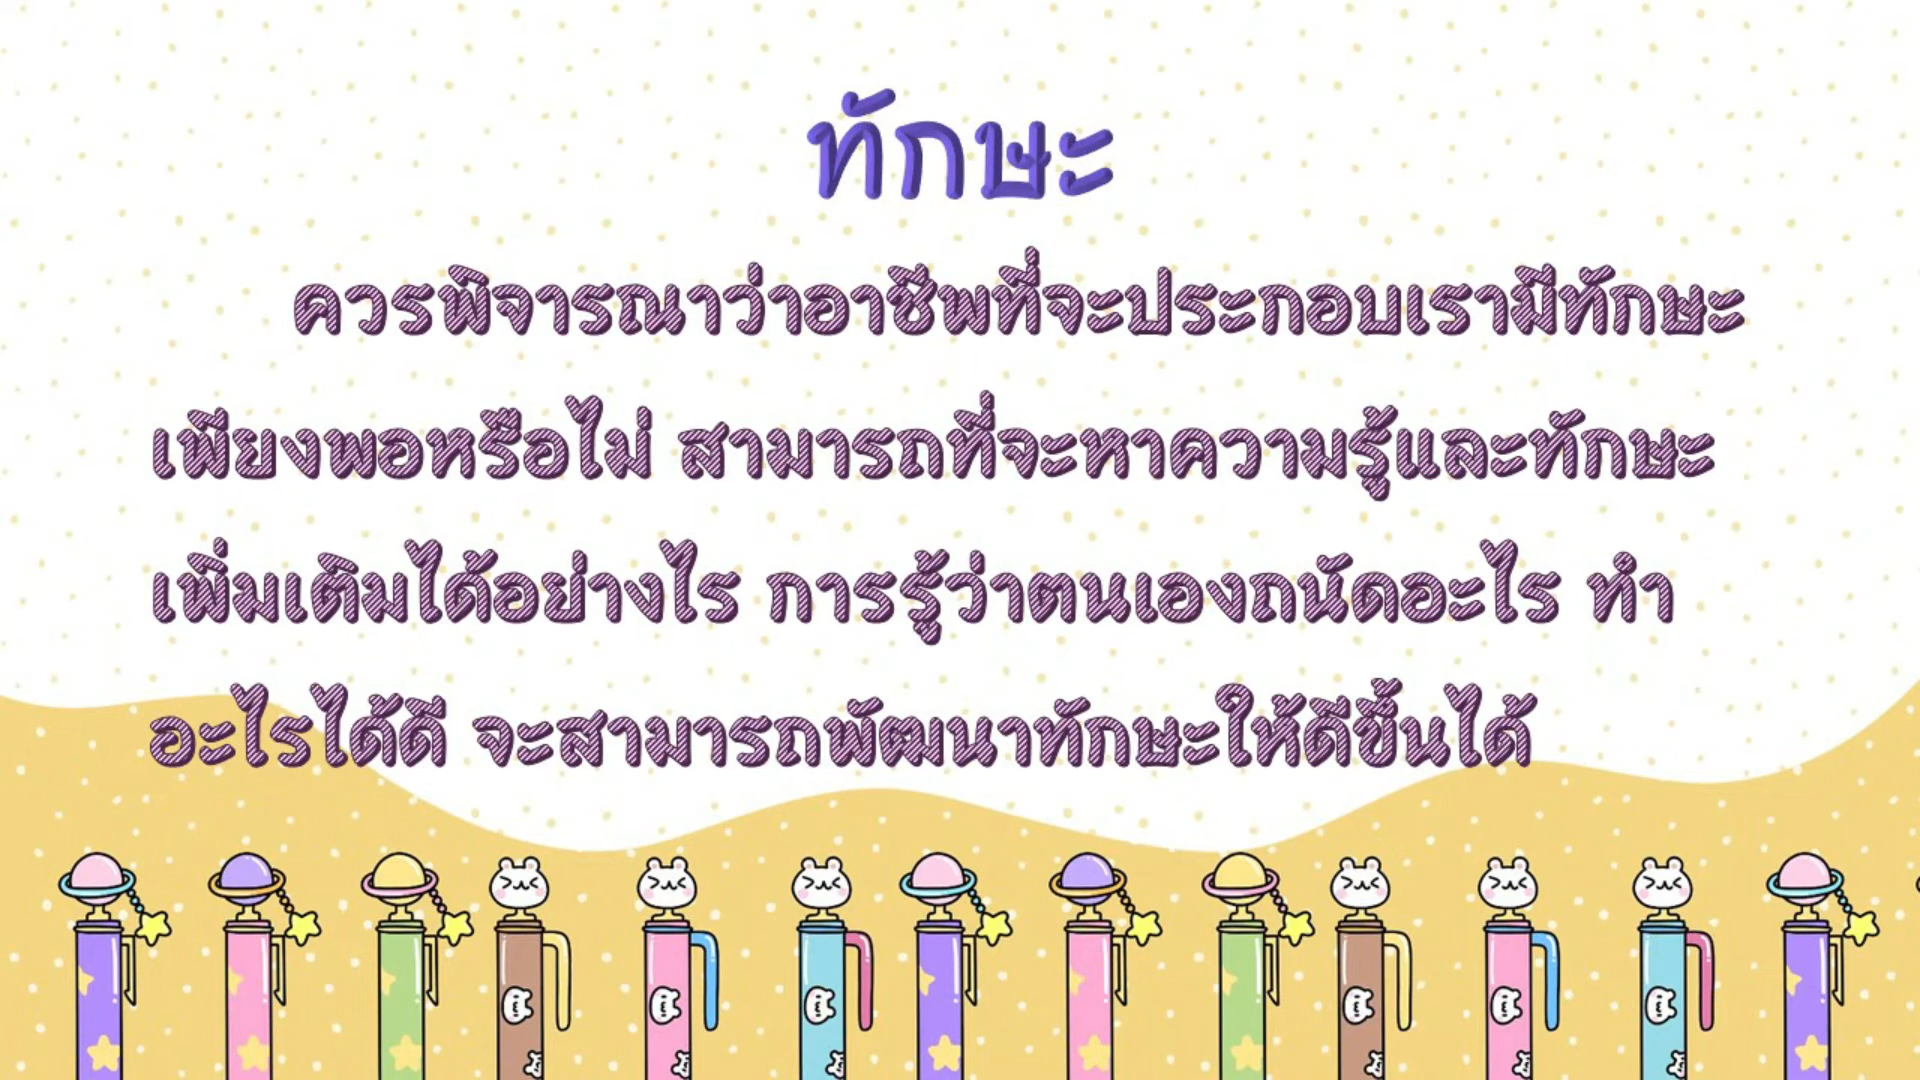 ทักษะ
ควรพิจารณาว่าอาชีพที่จะประกอบเรามีทักษะ
เพียงพอหรือไม่ สามารถที่จะหาความรู้และทักษะ
เพิ่มเติมได้อย่างไร การรู้ว่าตนเองถนัดอะไร ทำ
อะไรได้ดี จะสามารถพัฒนาทักษะให้ดีขึ้นได้